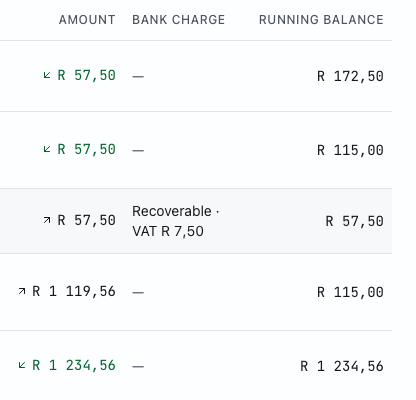 AMOUNT BANK CHARGE RUNNING BALANCE
↙ R 57,50 — R 172,50
↙ R 57,50 — R 115,00
↗ R 57,50 Recoverable · R 57,50
VAT R 7,50
↗ R 1 119,56 — R 115,00
↙ R 1 234,56 — R 1 234,56